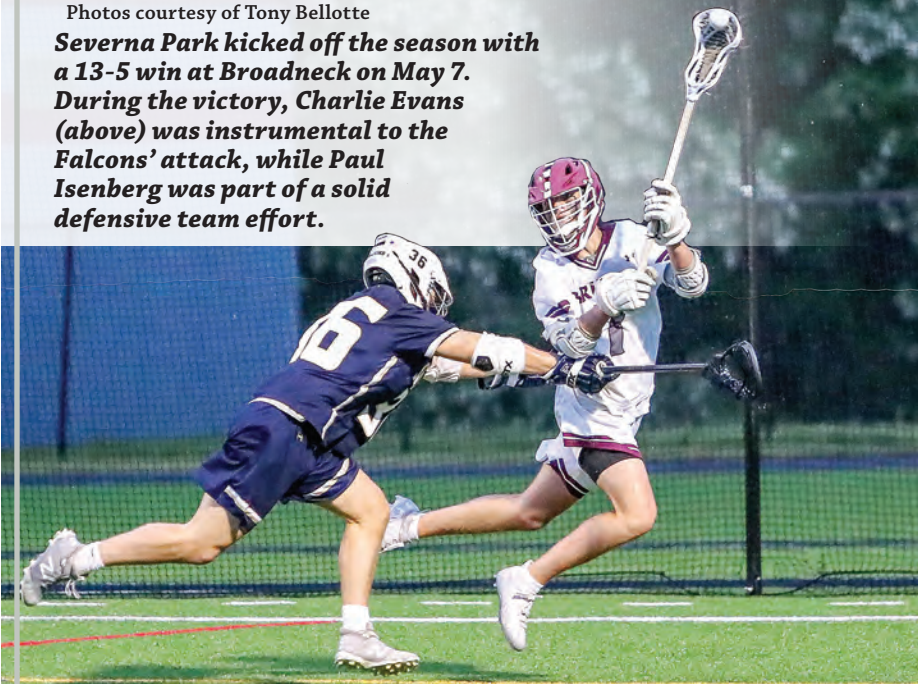 Photos courtesy of Tony Bellotte
Severna Park kicked off the season with
a 13-5 win at Broadneck on May 7.
During the victory, Charlie Evans
(above) was instrumental to the
Falcons' attack, while Paul
Isenberg was part of a solid
defensive team effort.
36
36